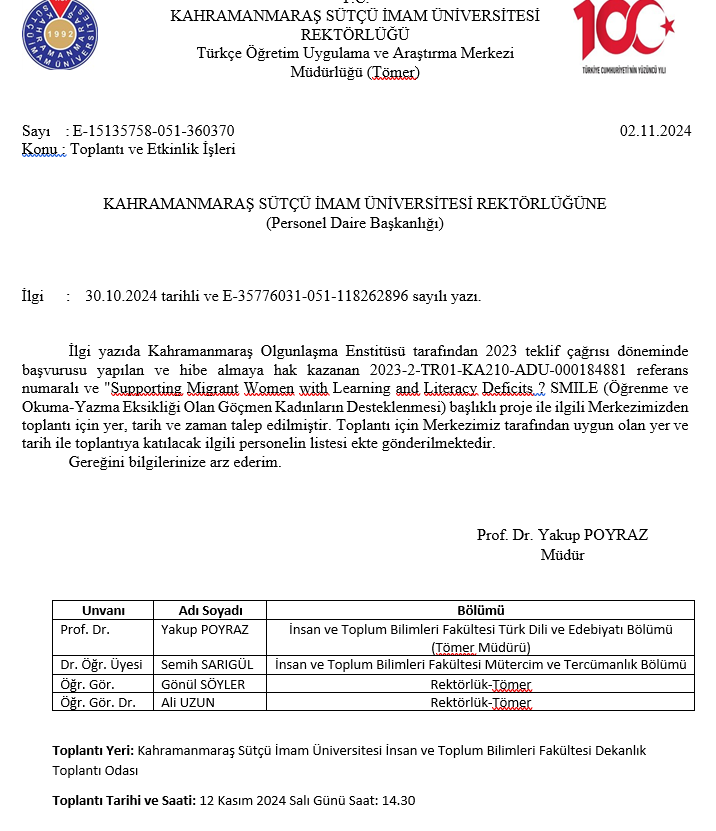 T.C.
KAHRAMANMARAŞ SÜTÇÜ İMAM ÜNİVERSİTESİ
REKTÖRLÜĞÜ
Türkçe Öğretim Uygulama ve Araştırma Merkezi
Müdürlüğü (Tömer)
KAHRAMANMARAŞ SÜTÇÜ İMAM ÜNİVERSİTESİ
1992
100
TÜRKİYE CUMHURİYETİ'NİN YÜZÜNCÜ YILI
Sayı : E-15135758-051-360370 02.11.2024
Konu : Toplantı ve Etkinlik İşleri
KAHRAMANMARAŞ SÜTÇÜ İMAM ÜNİVERSİTESİ REKTÖRLÜĞÜNE
(Personel Daire Başkanlığı)
İlgi : 30.10.2024 tarihli ve E-35776031-051-118262896 sayılı yazı.
İlgi yazıda Kahramanmaraş Olgunlaşma Enstitüsü tarafından 2023 teklif çağrısı döneminde
başvurusu yapılan ve hibe almaya hak kazanan 2023-2-TR01-KA210-ADU-000184881 referans
numaralı ve "Supporting Migrant Women with Learning and Literacy Deficits ? SMILE (Öğrenme ve
Okuma-Yazma Eksikliği Olan Göçmen Kadınların Desteklenmesi) başlıklı proje ile ilgili Merkezimizden
toplantı için yer, tarih ve zaman talep edilmiştir. Toplantı için Merkezimiz tarafından uygun olan yer ve
tarih ile toplantıya katılacak ilgili personelin listesi ekte gönderilmektedir.
Gereğini bilgilerinize arz ederim.
Prof. Dr. Yakup POYRAZ
Müdür
Unvanı Adı Soyadı Bölümü
Prof. Dr. Yakup POYRAZ İnsan ve Toplum Bilimleri Fakültesi Türk Dili ve Edebiyatı Bölümü
(Tömer Müdürü)
Dr. Öğr. Üyesi Semih SARIGÜL İnsan ve Toplum Bilimleri Fakültesi Mütercim ve Tercümanlık Bölümü
Öğr. Gör. Gönül SÖYLER Rektörlük-Tömer
Öğr. Gör. Dr. Ali UZUN Rektörlük-Tömer
Toplantı Yeri: Kahramanmaraş Sütçü İmam Üniversitesi İnsan ve Toplum Bilimleri Fakültesi Dekanlık
Toplantı Odası
Toplantı Tarihi ve Saati: 12 Kasım 2024 Salı Günü Saat: 14.30